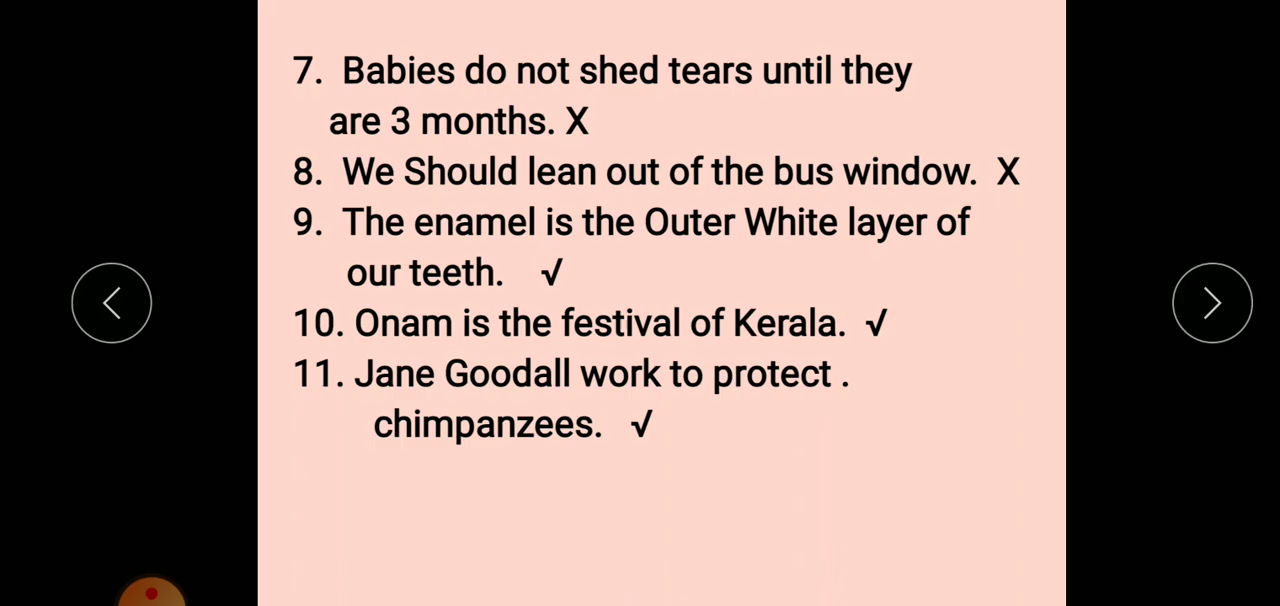 7. Babies do not shed tears until they
are 3 months. X
8. We Should lean out of the bus window. X
9. The enamel is the Outer White layer of
our teeth. √
10. Onam is the festival of Kerala. √
11. Jane Goodall work to protect .
chimpanzees. √